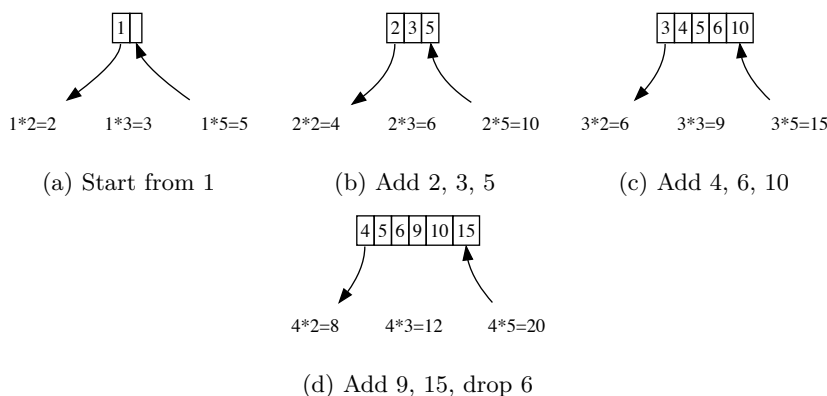 1
1*2=2 1*3=3 1*5=5
(a) Start from 1
2 3 5
2*2=4 2*3=6 2*5=10
(b) Add 2, 3, 5
3 4 5 6 10
3*2=6 3*3=9 3*5=15
(c) Add 4, 6, 10
4 5 6 9 10 15
4*2=8 4*3=12 4*5=20
(d) Add 9, 15, drop 6